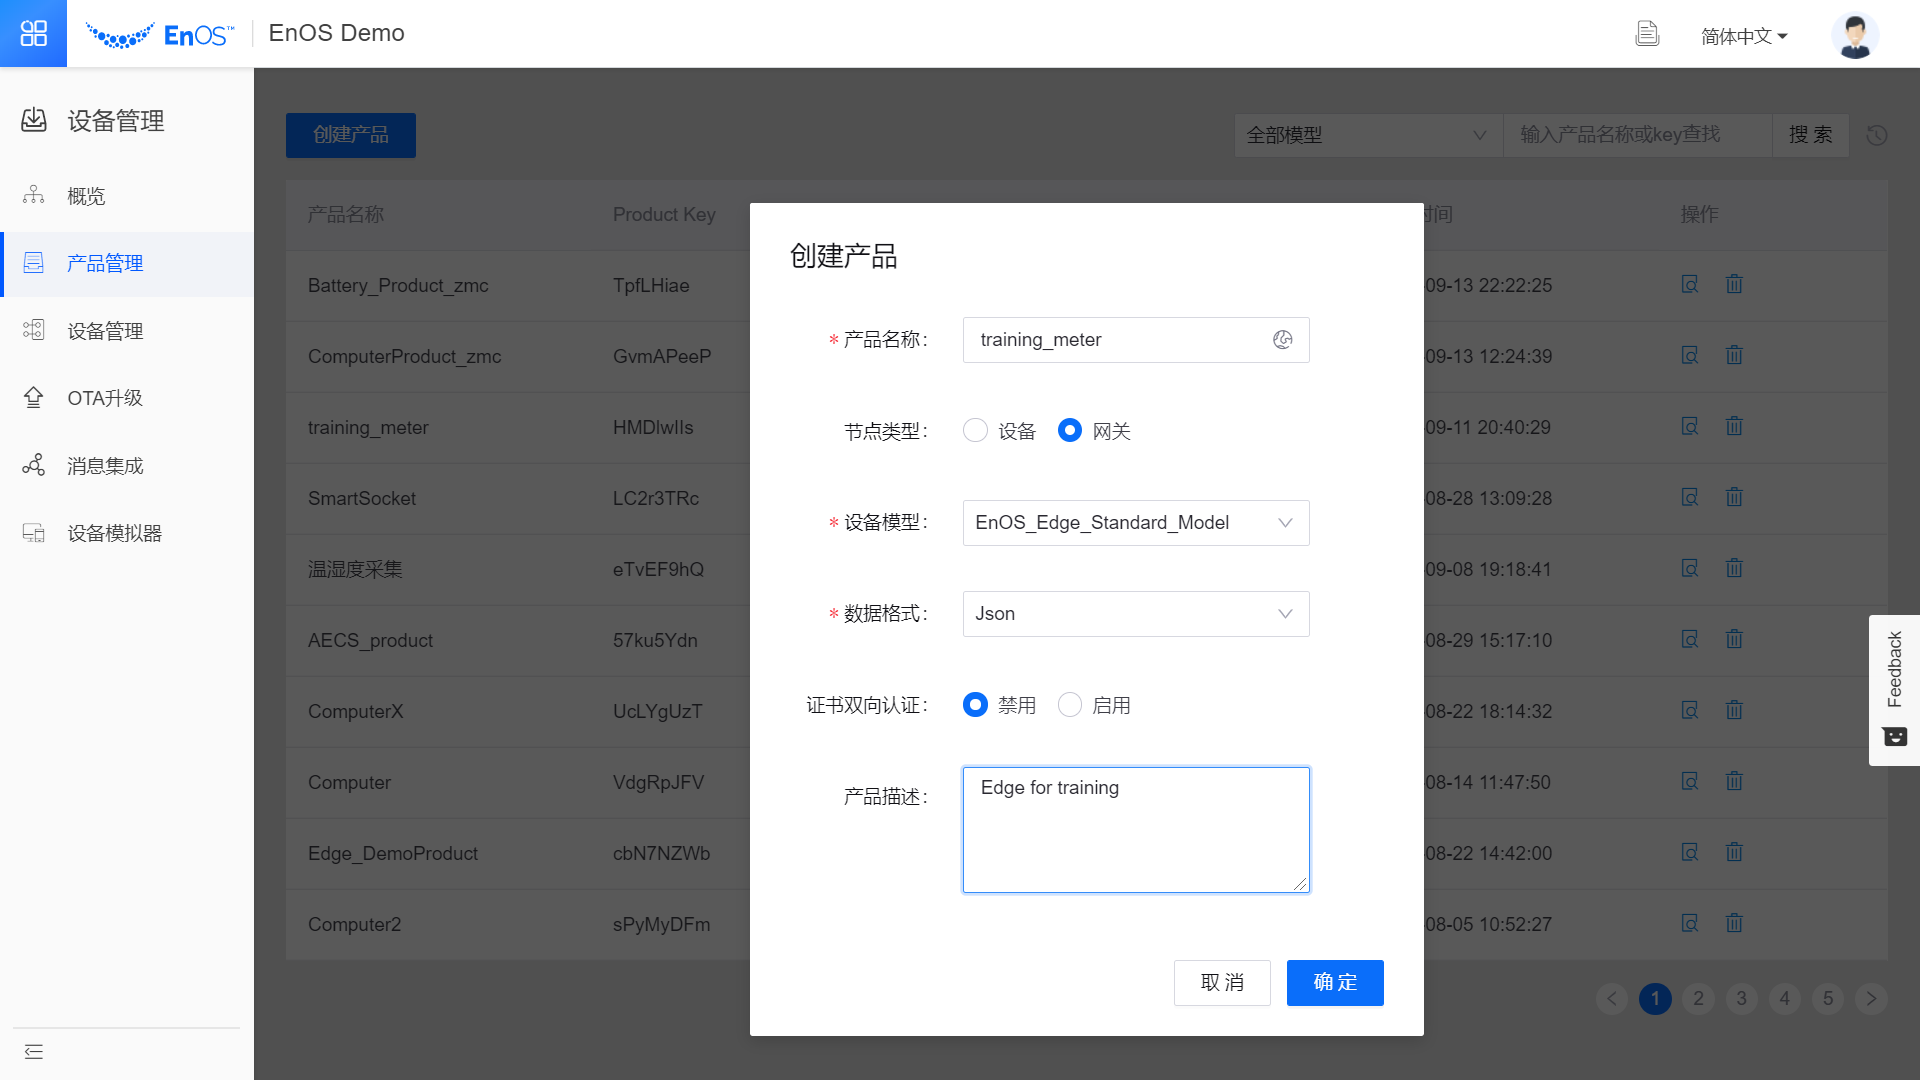 EnOS™ EnOS Demo 简体中文
设备管理
概览
产品管理
设备管理
OTA升级
消息集成
设备模拟器
创建产品 全部模型 输入产品名称或key查找 搜 索
产品名称 Product Key 时间 操作
Battery_Product_zmc TpfLHiae 09-13 22:22:25
ComputerProduct_zmc GvmAPeeP 09-13 12:24:39
training_meter HMDlwIIs 09-11 20:40:29
SmartSocket LC2r3TRc 08-28 13:09:28
温湿度采集 eTvEF9hQ 09-08 19:18:41
AECS_product 57ku5Ydn 08-29 15:17:10
ComputerX UcLYgUzT 08-22 18:14:32
Computer VdgRpJFV 08-14 11:47:50
Edge_DemoProduct cbN7NZWb 08-22 14:42:00
Computer2 sPyMyDFm 08-05 10:52:27
1 2 3 4 5
创建产品
* 产品名称： training_meter
节点类型： 设备 网关
* 设备模型： EnOS_Edge_Standard_Model
* 数据格式： Json
证书双向认证： 禁用 启用
产品描述： Edge for training
取 消 确 定
Feedback